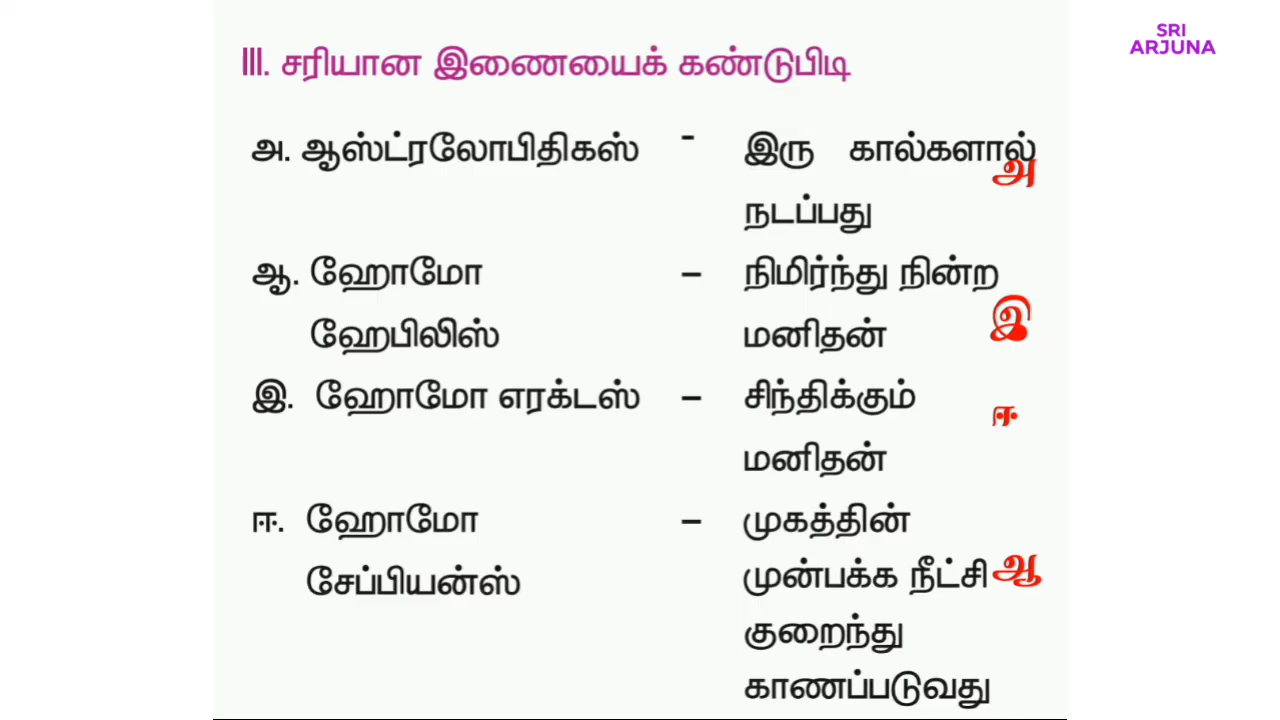 SRI
ARJUNA
III. சரியான இணையைக் கண்டுபிடி
அ. ஆஸ்ட்ரலோபிதிகஸ் - இரு கால்களால்
அ
நடப்பது
ஆ. ஹோமோ – நிமிர்ந்து நின்ற
இ
ஹேபிலிஸ் மனிதன்
இ. ஹோமோ எரக்டஸ் – சிந்திக்கும்
ஈ
மனிதன்
ஈ. ஹோமோ – முகத்தின்
சேப்பியன்ஸ் முன்பக்க நீட்சி ஆ
குறைந்து
காணப்படுவது